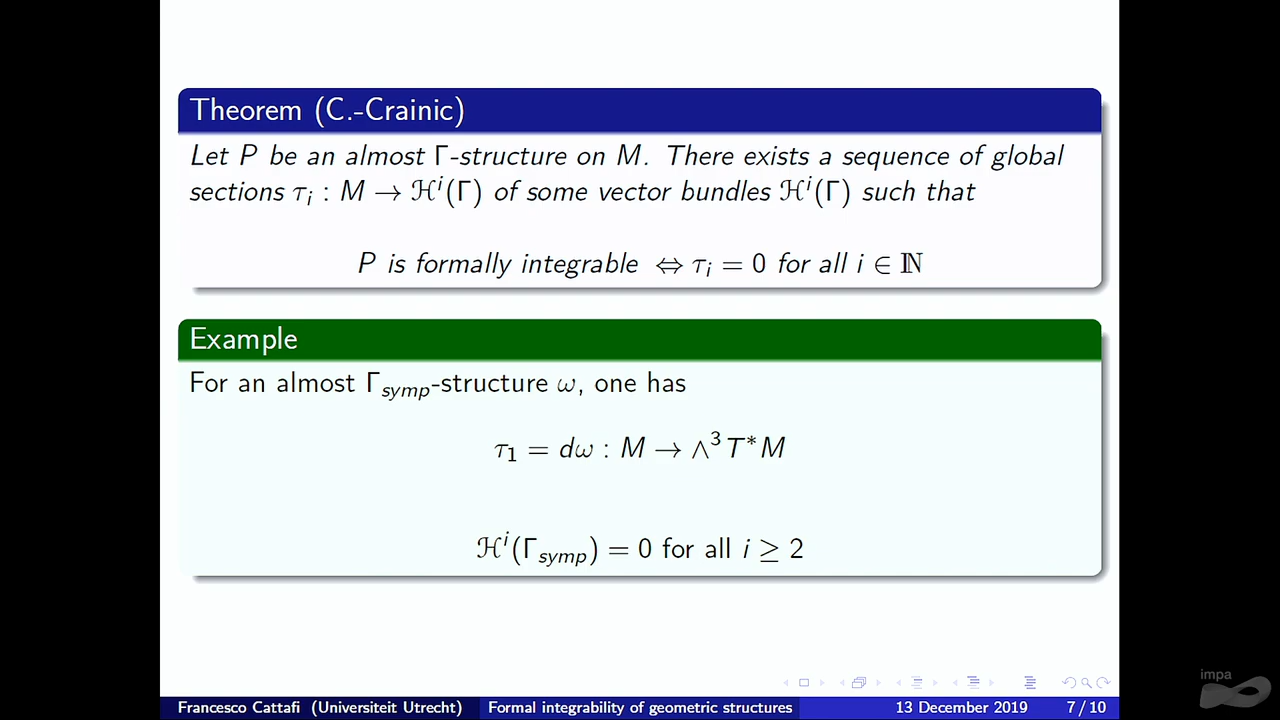 Theorem (C.-Crainic)
Let P be an almost Γ-structure on M. There exists a sequence of global
sections τᵢ : M → ℋⁱ(Γ) of some vector bundles ℋⁱ(Γ) such that
P is formally integrable ⇔ τᵢ = 0 for all i ∈ ℕ
Example
For an almost Γ_symp-structure ω, one has
τ₁ = dω : M → ∧³T*M
ℋⁱ(Γ_symp) = 0 for all i ≥ 2
impa
Francesco Cattafi (Universiteit Utrecht) Formal integrability of geometric structures 13 December 2019 7 / 10